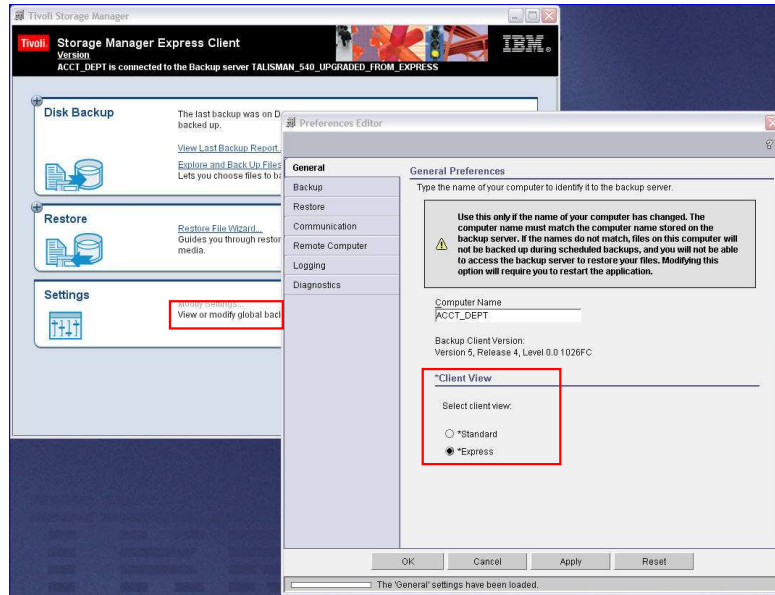 Tivoli Storage Manager
Tivoli. Storage Manager Express Client
IBM.
Version
ACCT_DEPT is connected to the Backup server TALISMAN_540_UPGRADED_FROM_EXPRESS
Disk Backup
The last backup was on D
backed up.
View Last Backup Report.
Explore and Back Up Files
Lets you choose files to ba
Restore
Restore File Wizard...
Guides you through restor
media.
Settings
Modify Settings...
View or modify global back
Preferences Editor
General
Backup
Restore
Communication
Remote Computer
Logging
Diagnostics
General Preferences
Type the name of your computer to identify it to the backup server.
Use this only if the name of your computer has changed. The
computer name must match the computer name stored on the
backup server. If the names do not match, files on this computer will
not be backed up during scheduled backups, and you will not be able
to access the backup server to restore your files. Modifying this
option will require you to restart the application.
Computer Name
ACCT_DEPT
Backup Client Version:
Version 5, Release 4, Level 0.0 1026FC
*Client View
Select client view:
*Standard
*Express
OK
Cancel
Apply
Reset
The 'General' settings have been loaded.